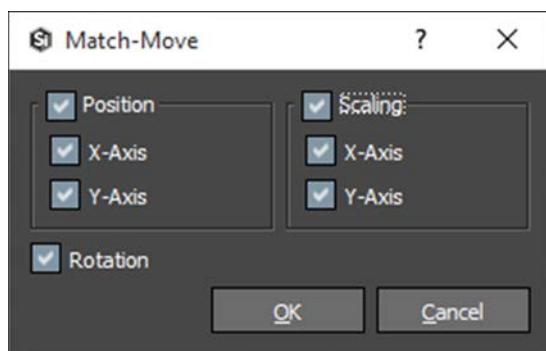 Match-Move ? X
Position Scaling
X-Axis X-Axis
Y-Axis Y-Axis
Rotation
OK Cancel